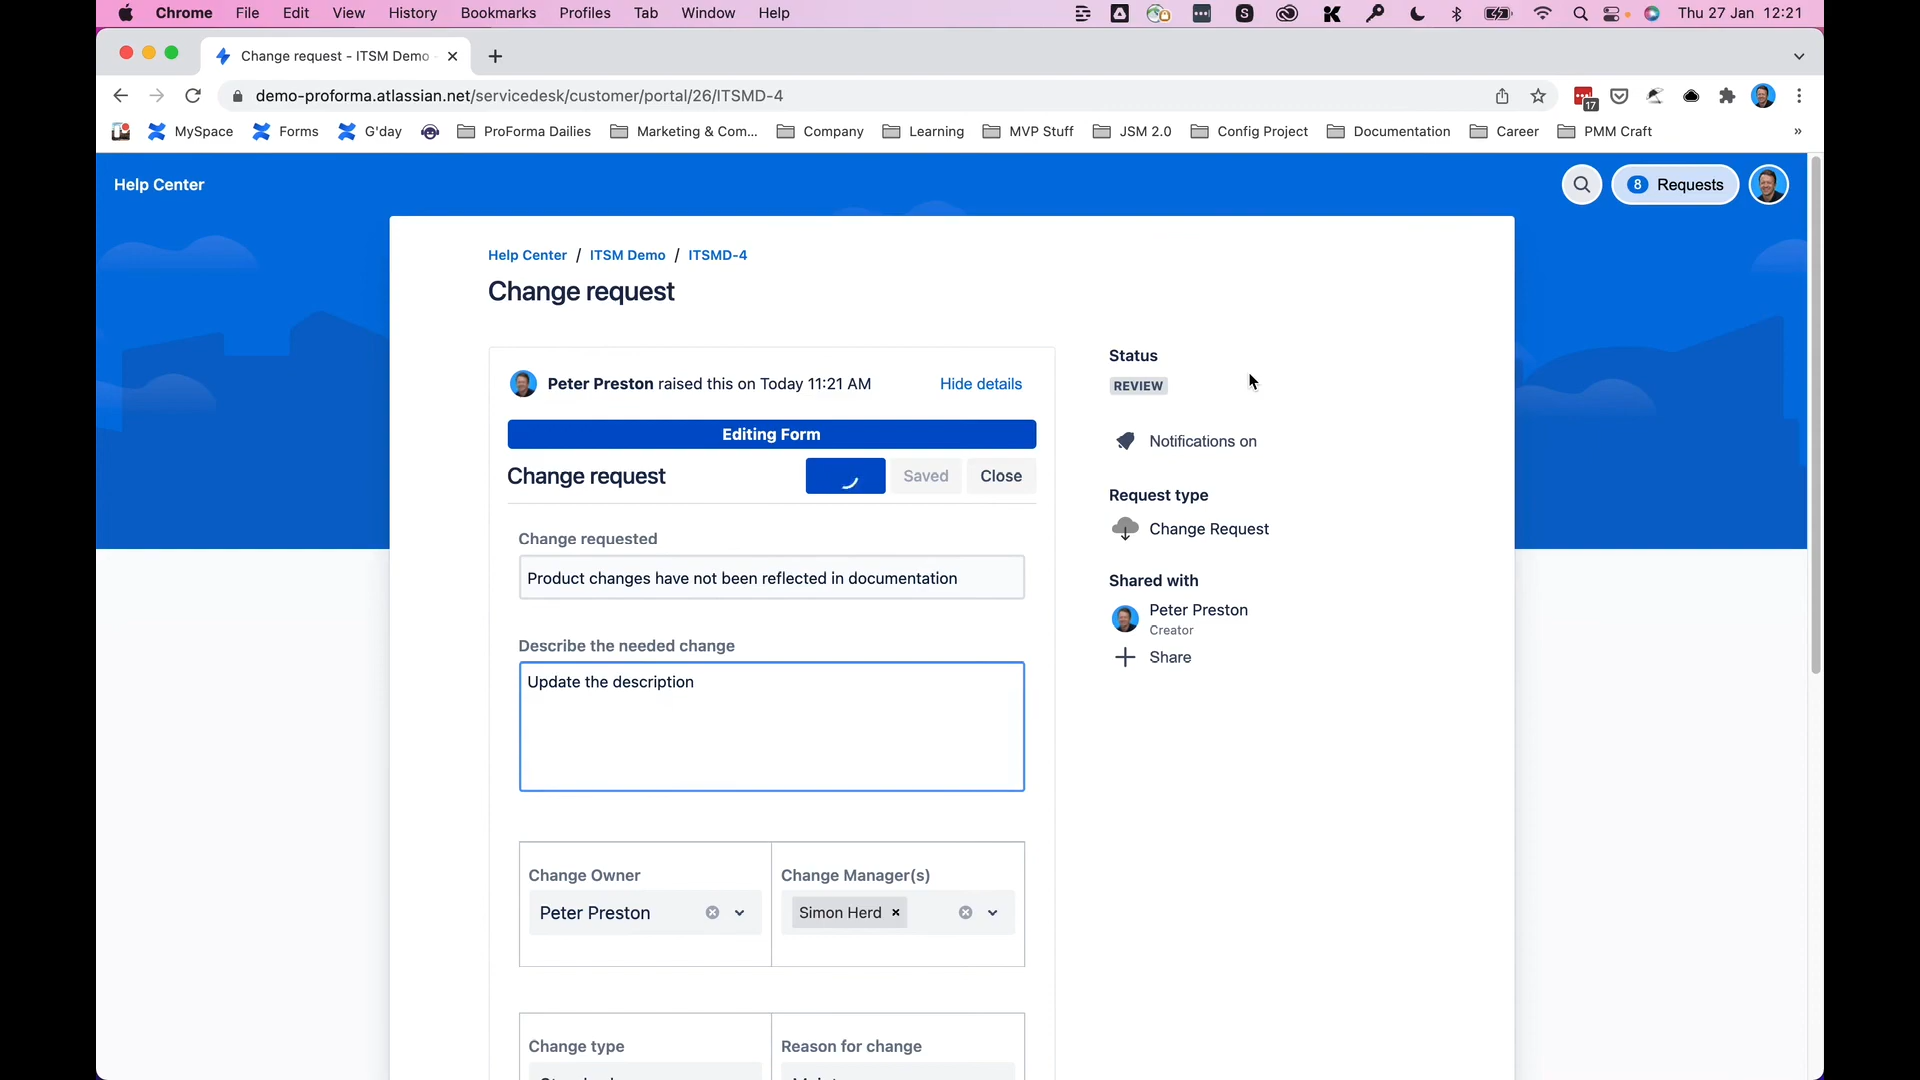 Chrome File Edit View History Bookmarks Profiles Tab Window Help Thu 27 Jan 12:21
Change request - ITSM Demo
demo-proforma.atlassian.net/servicedesk/customer/portal/26/ITSMD-4
17
MySpace Forms G'day ProForma Dailies Marketing & Com... Company Learning MVP Stuff JSM 2.0 Config Project Documentation Career PMM Craft »
Help Center
8 Requests
Help Center / ITSM Demo / ITSMD-4
Change request
Peter Preston raised this on Today 11:21 AM Hide details
Editing Form
Change request Saved Close
Change requested
Product changes have not been reflected in documentation
Describe the needed change
Update the description
Change Owner
Peter Preston
Change Manager(s)
Simon Herd
Change type
Reason for change
Status
REVIEW
Notifications on
Request type
Change Request
Shared with
Peter Preston
Creator
Share